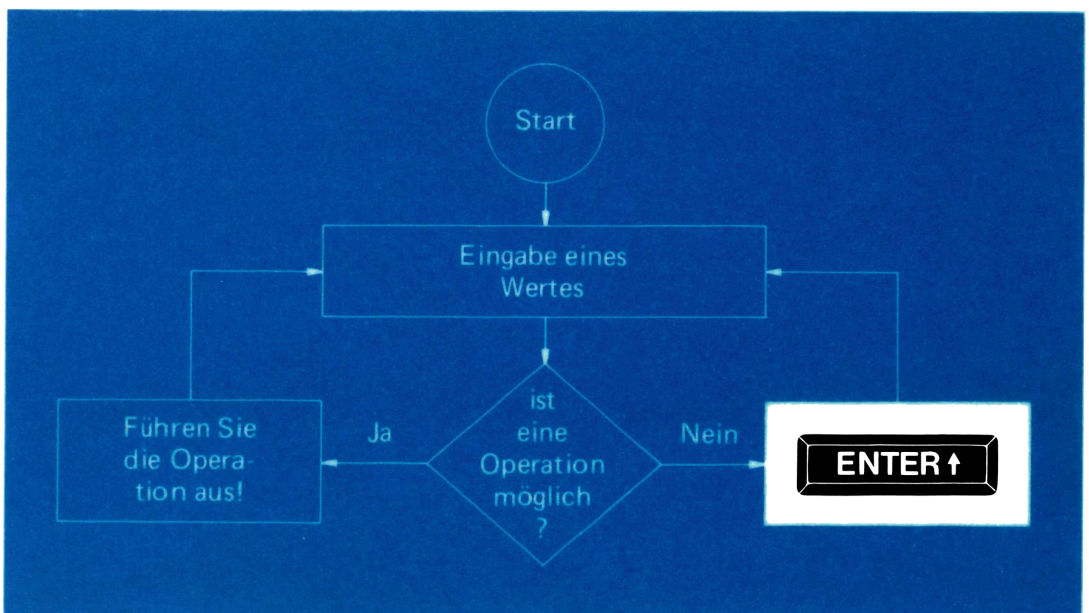 Start
Eingabe eines
Wertes
ist
eine
Operation
möglich
?
Ja
Führen Sie
die Opera-
tion aus!
Nein
ENTER ↑